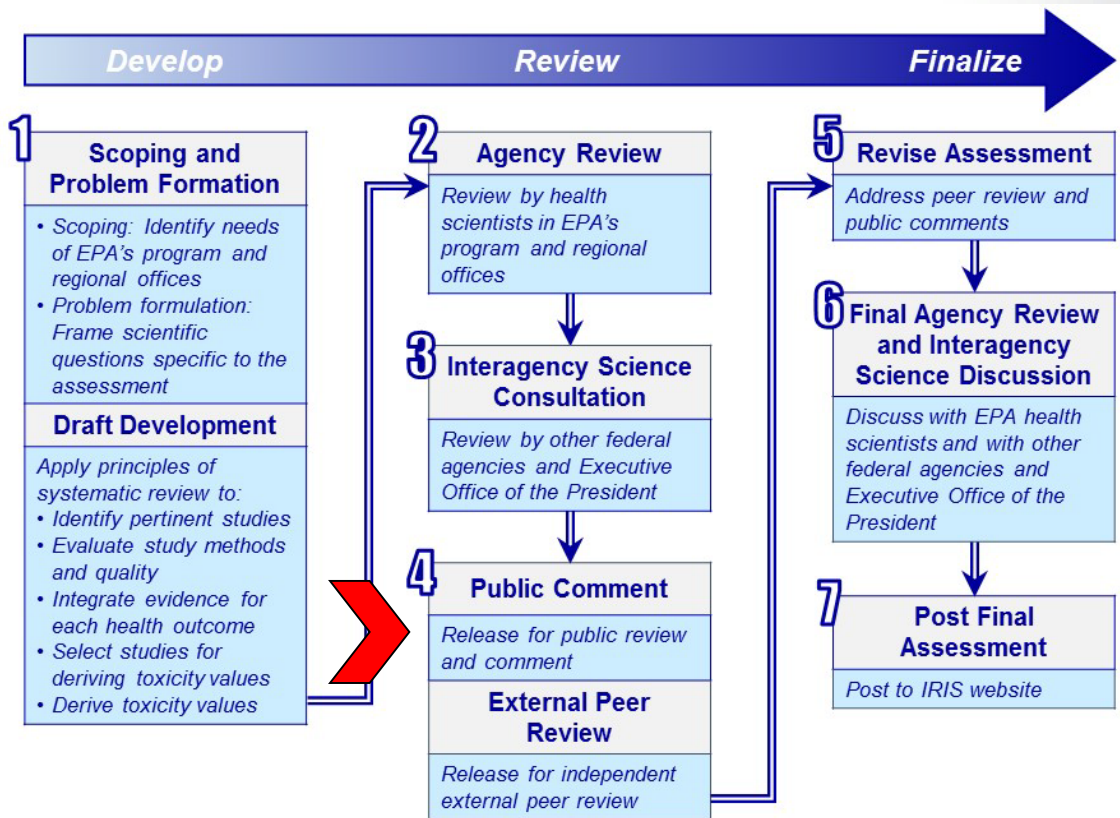 Develop Review Finalize
1
Scoping and
Problem Formation
• Scoping: Identify needs
of EPA's program and
regional offices
• Problem formulation:
Frame scientific
questions specific to the
assessment
Draft Development
Apply principles of
systematic review to:
• Identify pertinent studies
• Evaluate study methods
and quality
• Integrate evidence for
each health outcome
• Select studies for
deriving toxicity values
• Derive toxicity values
2
Agency Review
Review by health
scientists in EPA's
program and regional
offices
3
Interagency Science
Consultation
Review by other federal
agencies and Executive
Office of the President
4
Public Comment
Release for public review
and comment
External Peer
Review
Release for independent
external peer review
5
Revise Assessment
Address peer review and
public comments
6
Final Agency Review
and Interagency
Science Discussion
Discuss with EPA health
scientists and with other
federal agencies and
Executive Office of the
President
7
Post Final
Assessment
Post to IRIS website